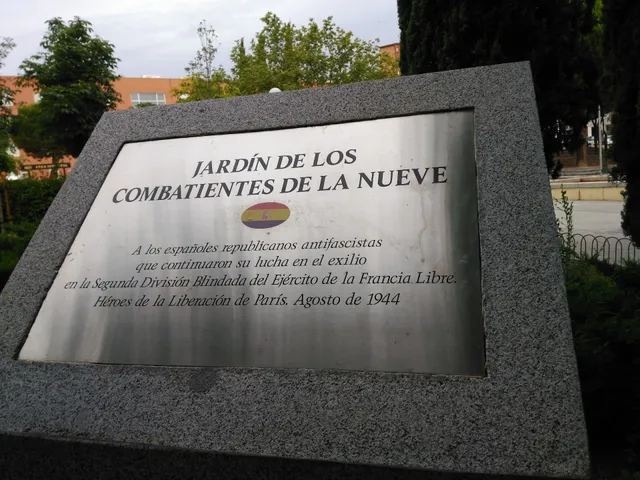 JARDÍN DE LOS
COMBATIENTES DE LA NUEVE
A los españoles republicanos antifascistas
que continuaron su lucha en el exilio
en la Segunda División Blindada del Ejército de la Francia Libre.
Héroes de la Liberación de París, Agosto de 1944